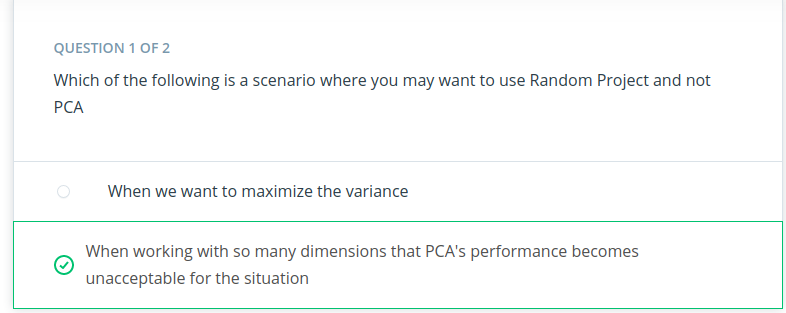 QUESTION 1 OF 2
Which of the following is a scenario where you may want to use Random Project and not
PCA
When we want to maximize the variance
When working with so many dimensions that PCA's performance becomes
unacceptable for the situation